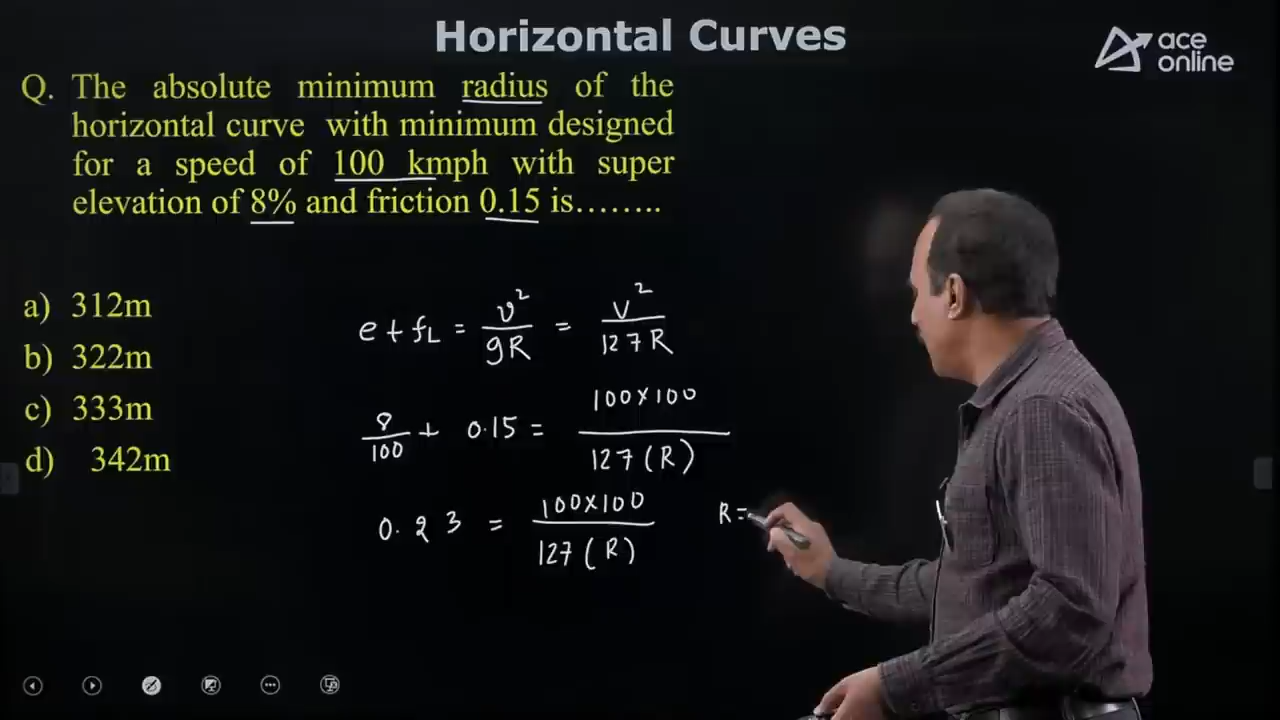 Horizontal Curves
ace
online
Q. The absolute minimum radius of the
horizontal curve with minimum designed
for a speed of 100 kmph with super
elevation of 8% and friction 0.15 is……..
a) 312m
b) 322m
c) 333m
d) 342m
e + fL = v²/gR = V²/127R
8/100 + 0.15 = 100×100/127(R)
0.23 = 100×100/127(R)
R =